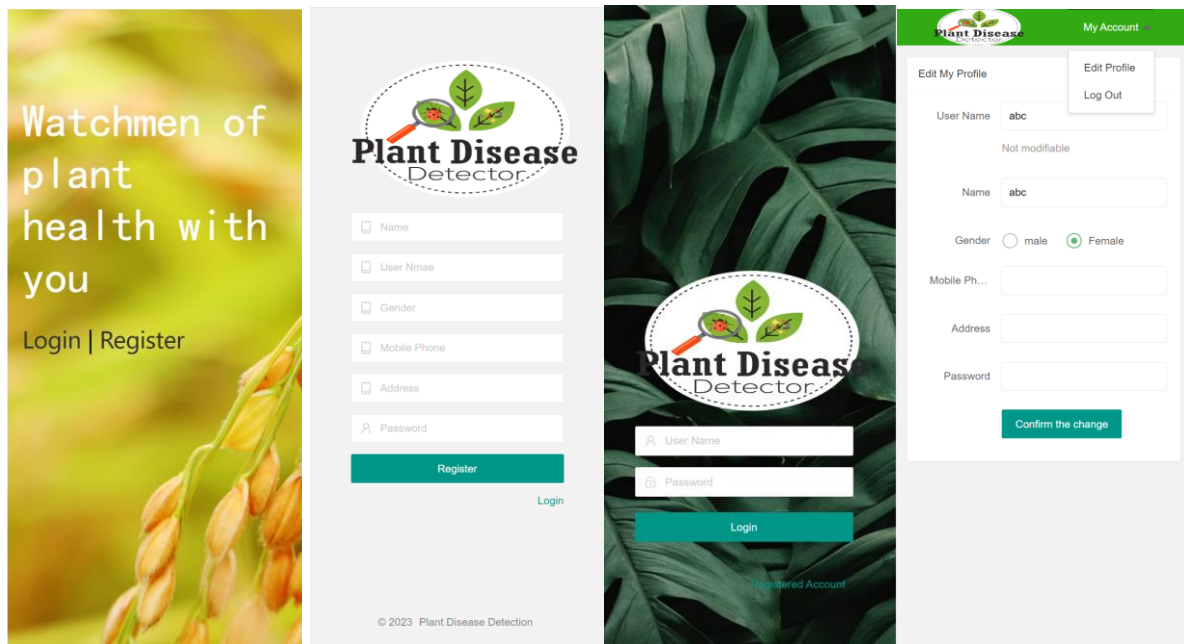 Watchmen of
plant
health with
you
Login | Register
Plant Disease
Detector
Name
User Nmae
Gender
Mobile Phone
Address
Password
Register
Login
© 2023 Plant Disease Detection
Plant Disease
Detector
User Name
Password
Login
Registered Account
Plant Disease
Detector
My Account
Edit Profile
Log Out
Edit My Profile
User Name abc
Not modifiable
Name abc
Gender male Female
Mobile Ph...
Address
Password
Confirm the change